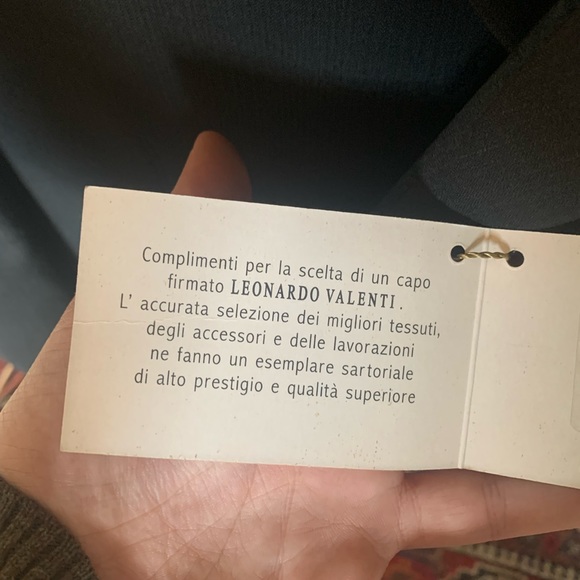 Complimenti per la scelta di un capo
firmato LEONARDO VALENTI.
L' accurata selezione dei migliori tessuti,
degli accessori e delle lavorazioni
ne fanno un esemplare sartoriale
di alto prestigio e qualità superiore